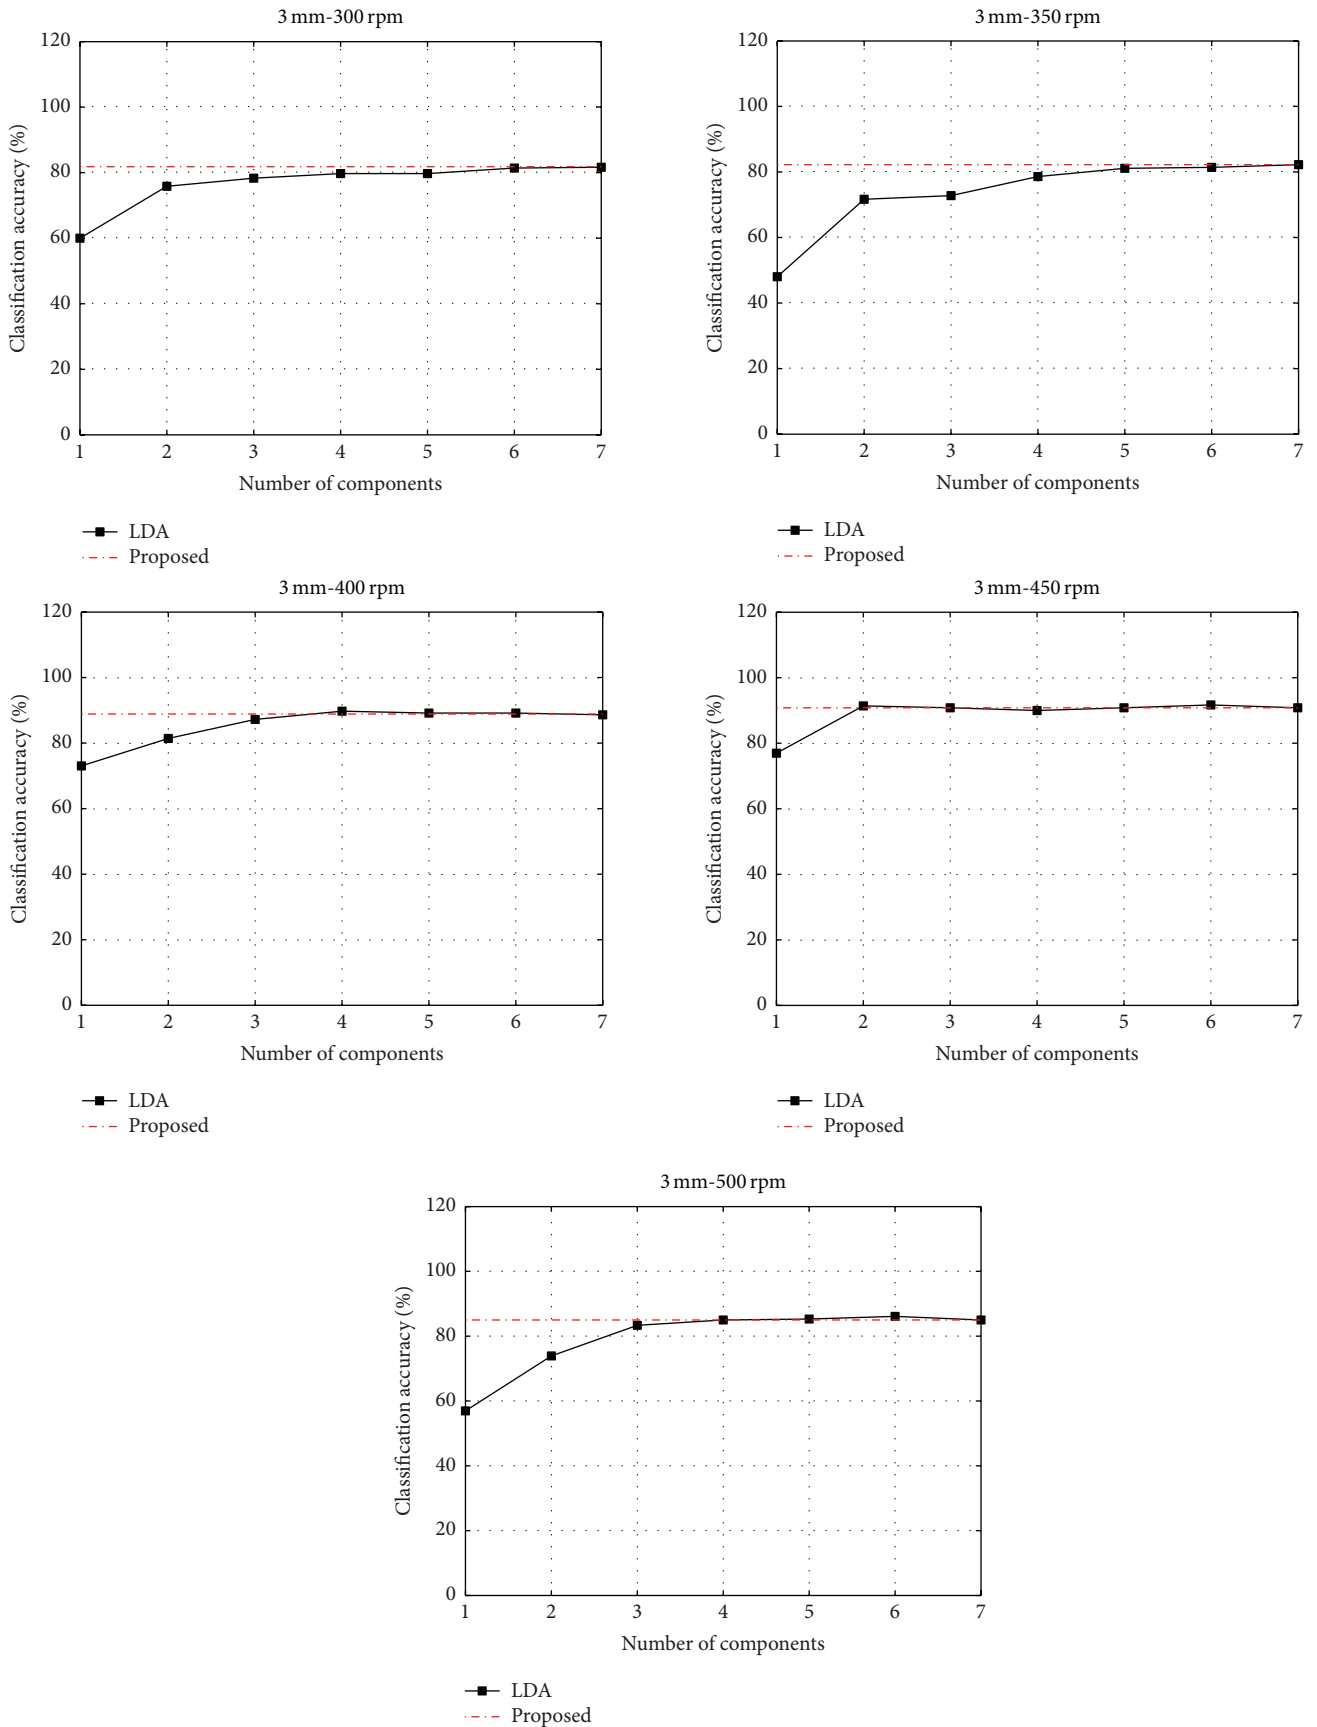 3 mm-300 rpm
120
100
80
60
40
20
0
Classification accuracy (%)
1 2 3 4 5 6 7
Number of components
LDA
Proposed
3 mm-350 rpm
120
100
80
60
40
20
0
Classification accuracy (%)
1 2 3 4 5 6 7
Number of components
LDA
Proposed
3 mm-400 rpm
120
100
80
60
40
20
0
Classification accuracy (%)
1 2 3 4 5 6 7
Number of components
LDA
Proposed
3 mm-450 rpm
120
100
80
60
40
20
0
Classification accuracy (%)
1 2 3 4 5 6 7
Number of components
LDA
Proposed
3 mm-500 rpm
120
100
80
60
40
20
0
Classification accuracy (%)
1 2 3 4 5 6 7
Number of components
LDA
Proposed